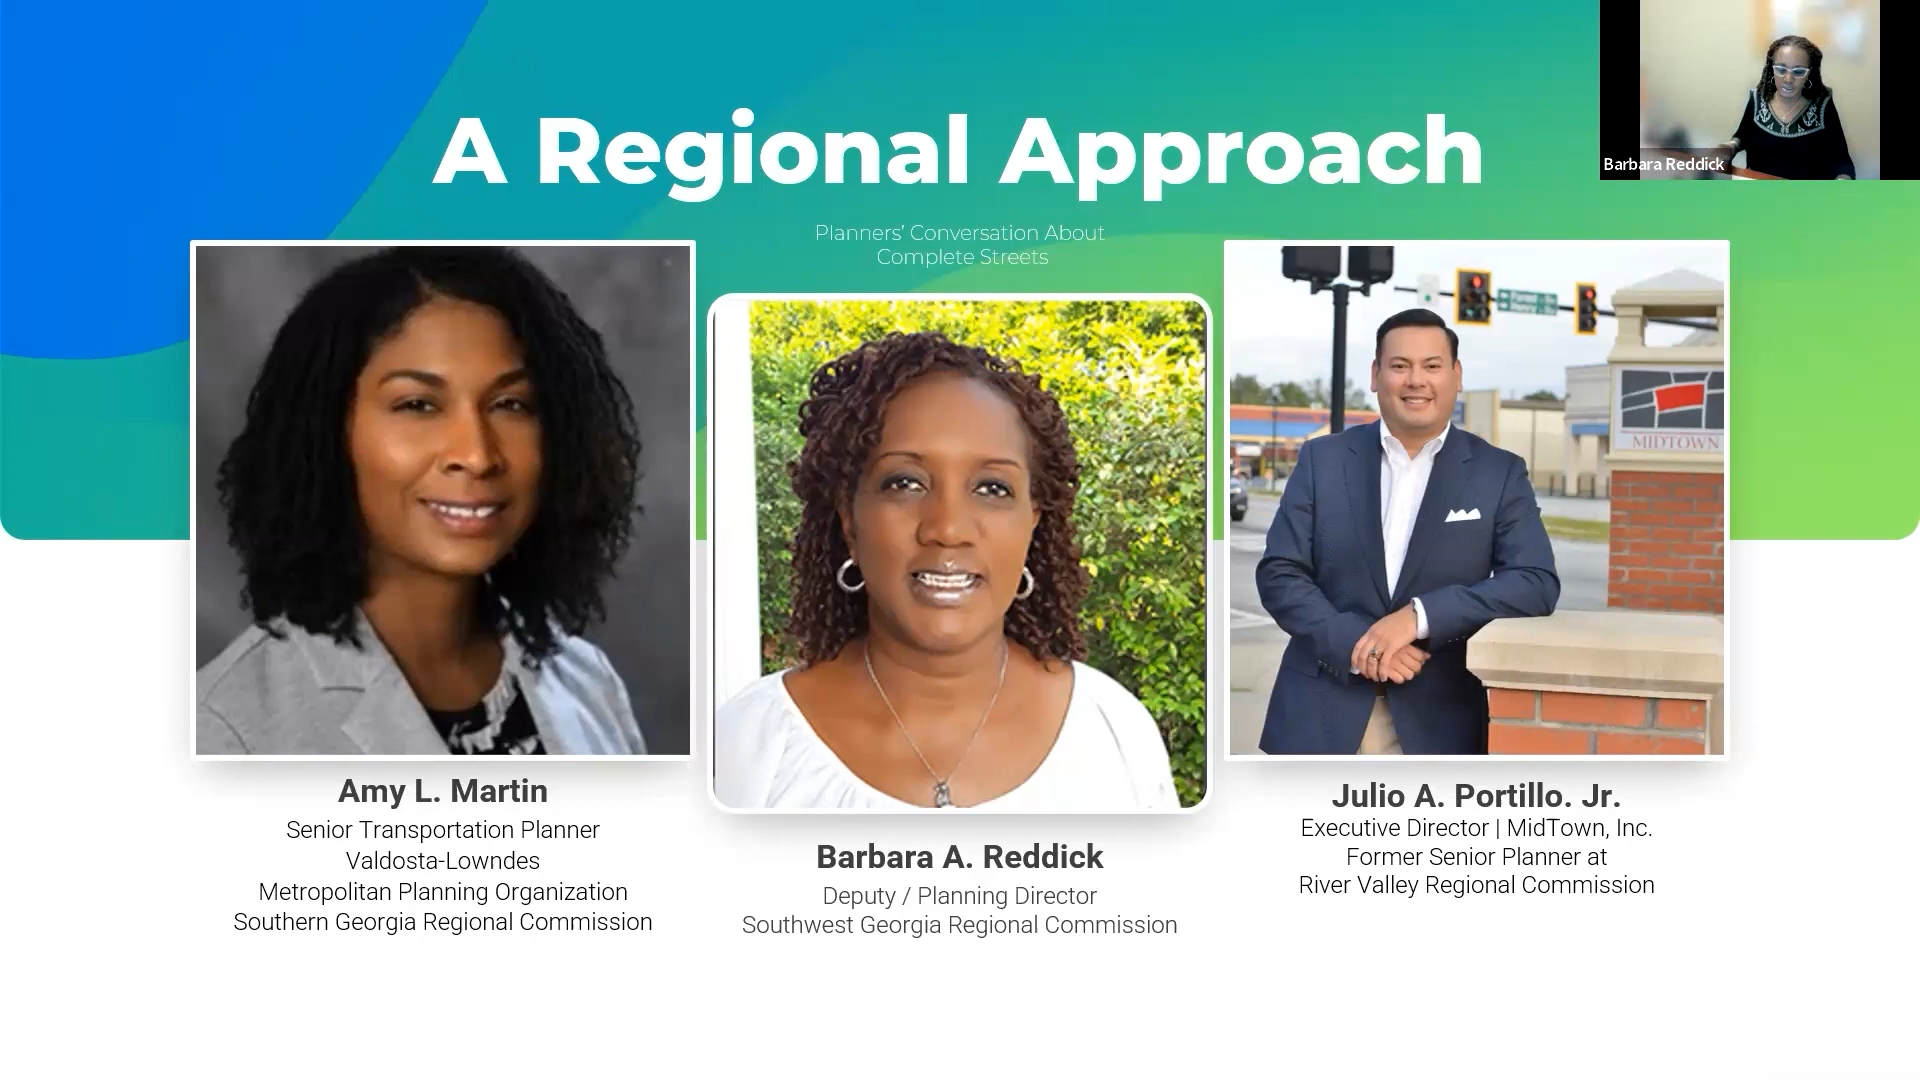 A Regional Approach
Planners' Conversation About
Complete Streets
Barbara Reddick
MIDTOWN
Amy L. Martin
Senior Transportation Planner
Valdosta-Lowndes
Metropolitan Planning Organization
Southern Georgia Regional Commission
Barbara A. Reddick
Deputy / Planning Director
Southwest Georgia Regional Commission
Julio A. Portillo. Jr.
Executive Director | MidTown, Inc.
Former Senior Planner at
River Valley Regional Commission